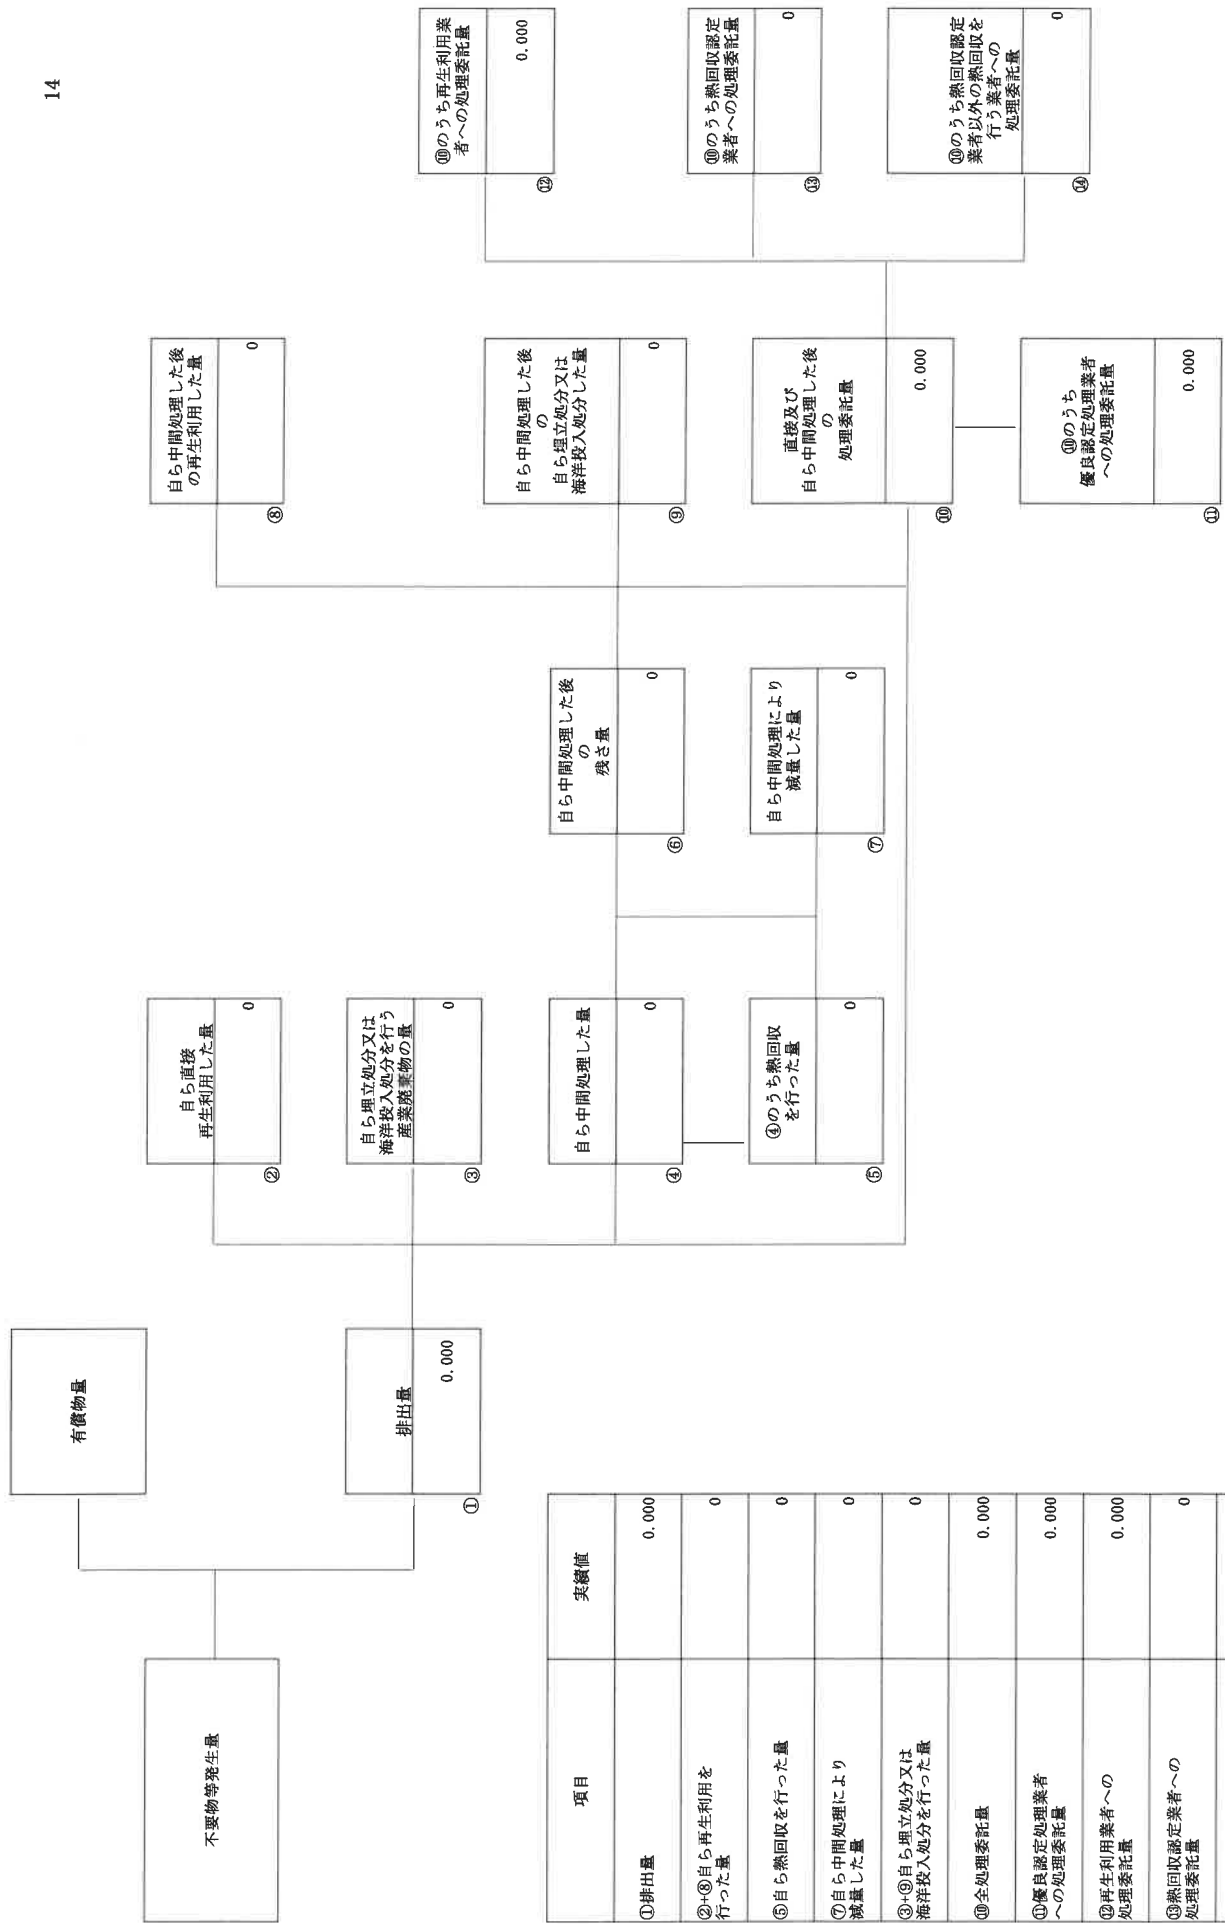 14
不要物等発生量
有償物量
排出量
0.000
①
自ら直接
再生利用した量
0
②
自ら埋立処分又は
海洋投入処分を行う
産業廃棄物の量
0
③
自ら中間処理した量
0
④
④のうち熱回収
を行った量
0
⑤
自ら中間処理した後
の
残さ量
0
⑥
自ら中間処理により
減量した量
0
⑦
自ら中間処理した後
の再生利用した量
0
⑧
自ら中間処理した後
の
自ら埋立処分又は
海洋投入処分した量
0
⑨
直接及び
自ら中間処理した後
の
処理委託量
0.000
⑩
⑩のうち
優良認定処理業者
への処理委託量
0.000
⑪
⑩のうち再生利用業
者への処理委託量
0.000
⑫
⑩のうち熱回収認定
業者への処理委託量
0
⑬
⑩のうち熱回収認定
業者以外の熱回収を
行う業者への
処理委託量
0
⑭
項目
実績値
①排出量
0.000
②+⑧自ら再生利用を
行った量
0
⑤自ら熱回収を行った量
0
⑦自ら中間処理により
減量した量
0
③+⑨自ら埋立処分又は
海洋投入処分を行った量
0
⑩全処理委託量
0.000
⑪優良認定処理業者
への処理委託量
0.000
⑫再生利用業者への
処理委託量
0.000
⑬熱回収認定業者への
処理委託量
0